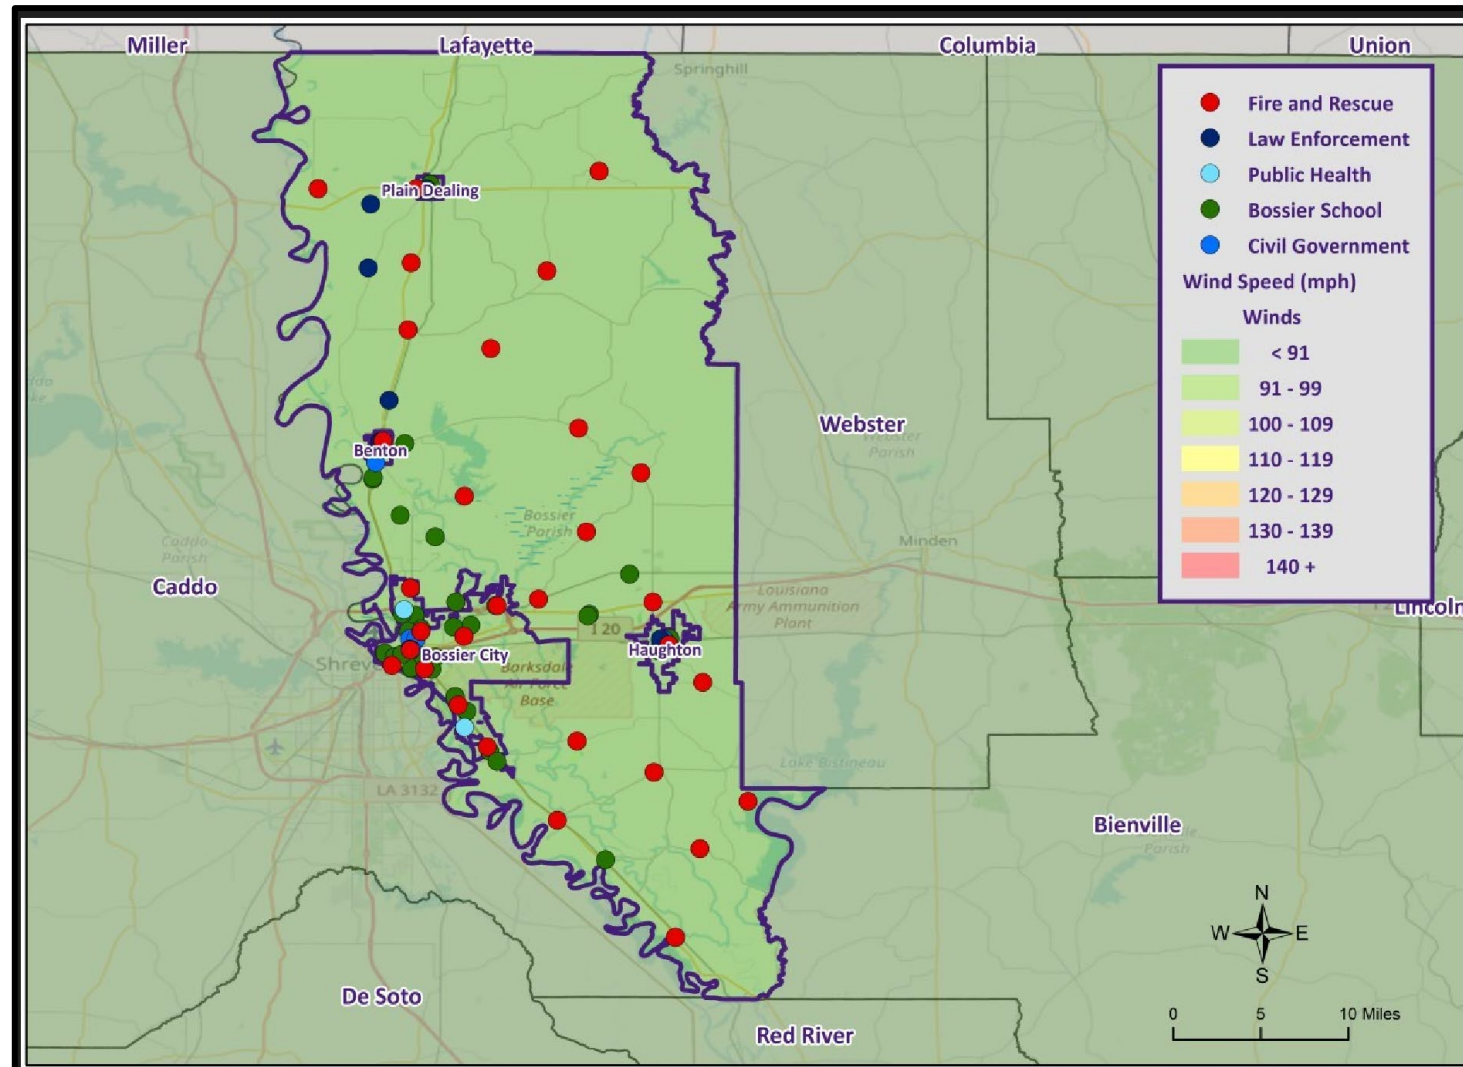 Miller
Lafayette
Columbia
Union
Springhill
Fire and Rescue
Law Enforcement
Public Health
Bossier School
Civil Government
Wind Speed (mph)
Winds
< 91
91 - 99
100 - 109
110 - 119
120 - 129
130 - 139
140 +
Plain Dealing
Benton
Webster
Webster
Parish
Bossier
Parish
Caddo
Parish
Minden
Caddo
Louisiana
Army Ammunition
Plant
Lincoln
I 20
Haughton
Bossier City
Barksdale
Air Force
Base
Lake Bistineau
LA 3132
Bienville
Parish
N
W
E
S
De Soto
Red River
0
5
10 Miles